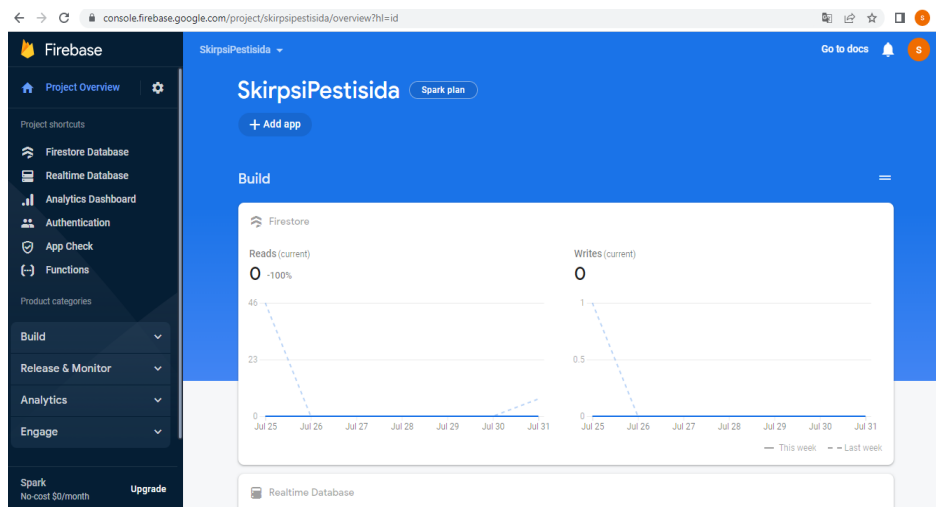 console.firebase.google.com/project/skirpsipestisida/overview?hl=id
S
Firebase
SkirpsiPestisida
Go to docs
S
Project Overview
SkirpsiPestisida
Spark plan
+ Add app
Project shortcuts
Firestore Database
Realtime Database
Analytics Dashboard
Authentication
App Check
Functions
Product categories
Build
Release & Monitor
Analytics
Engage
Spark
No-cost $0/month
Upgrade
Build
Firestore
Reads (current)
0 -100%
46
23
0
Jul 25 Jul 26 Jul 27 Jul 28 Jul 29 Jul 30 Jul 31
Writes (current)
0
1
0.5
0
Jul 25 Jul 26 Jul 27 Jul 28 Jul 29 Jul 30 Jul 31
This week Last week
Realtime Database